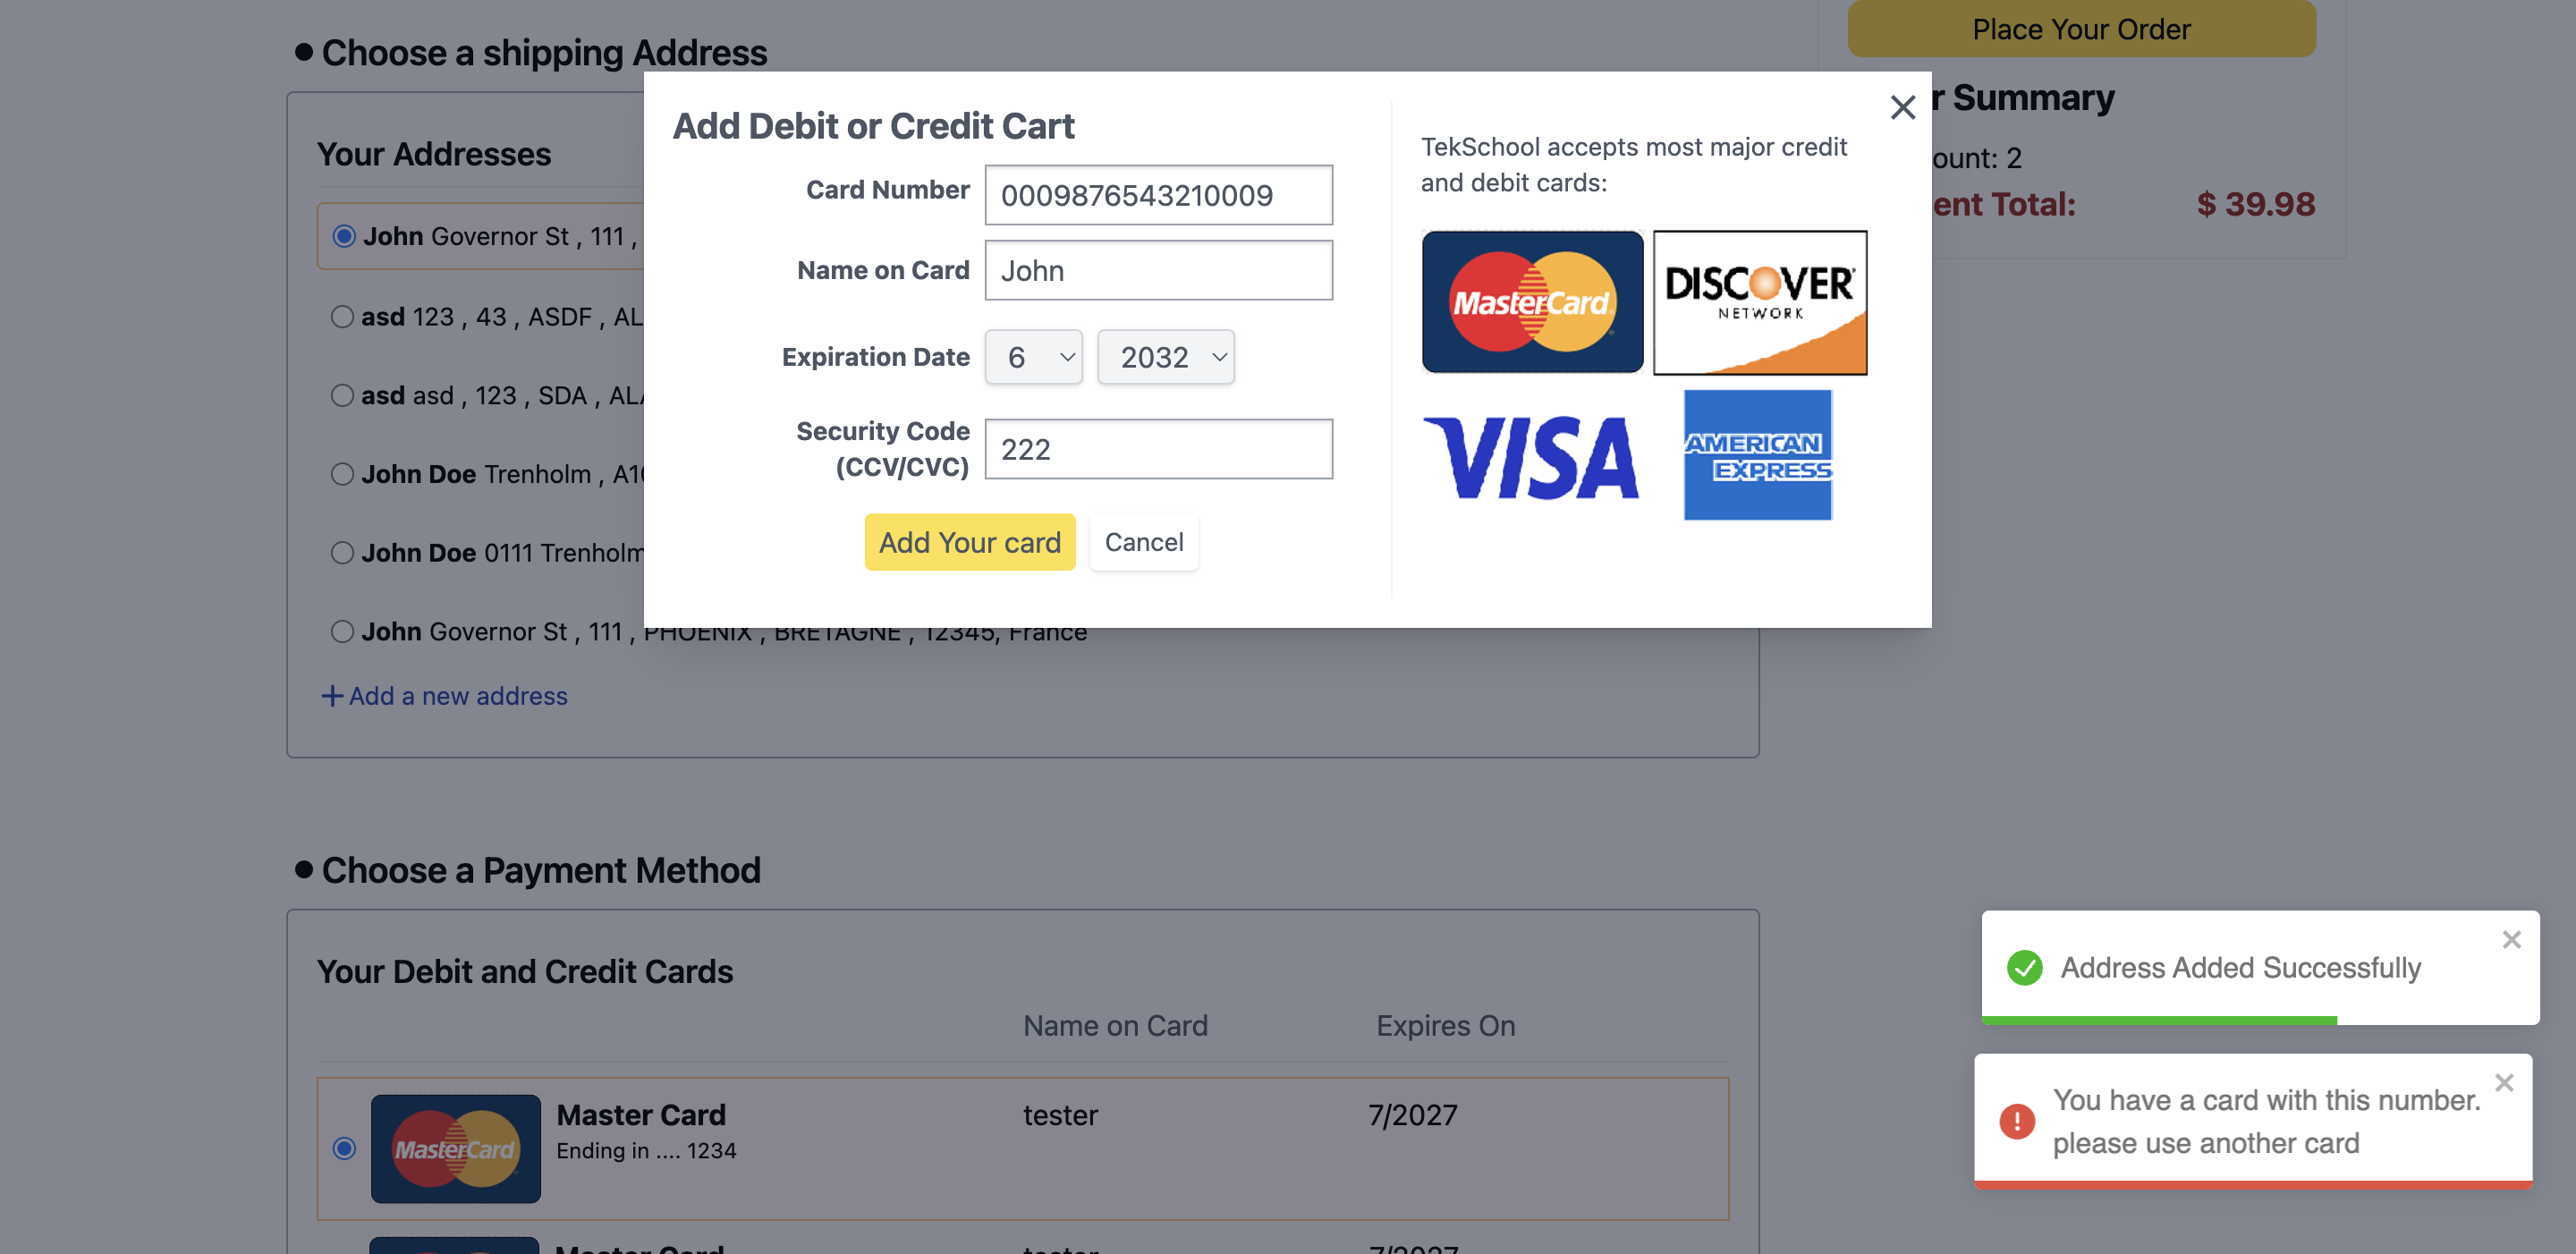 Place Your Order
Choose a shipping Address
r Summary
ount: 2
ent Total: $ 39.98
Your Addresses
John Governor St , 111 ,
asd 123 , 43 , ASDF , AL
asd asd , 123 , SDA ,
John Doe Trenholm ,
John Doe 0111 Trenholm
John Governor St , 111 , PHOENIX , BRETAGNE , 12345, France
Add a new address
Add Debit or Credit Cart
Card Number 0009876543210009
Name on Card John
Expiration Date 6 2032
Security Code
(CCV/CVC) 222
Add Your card Cancel
TekSchool accepts most major credit
and debit cards:
MasterCard
DISCOVER
NETWORK
VISA
AMERICAN
EXPRESS
Choose a Payment Method
Your Debit and Credit Cards
Name on Card Expires On
MasterCard
Master Card tester 7/2027
Ending in .... 1234
Master Card tester 7/2027
Address Added Successfully
You have a card with this number.
please use another card